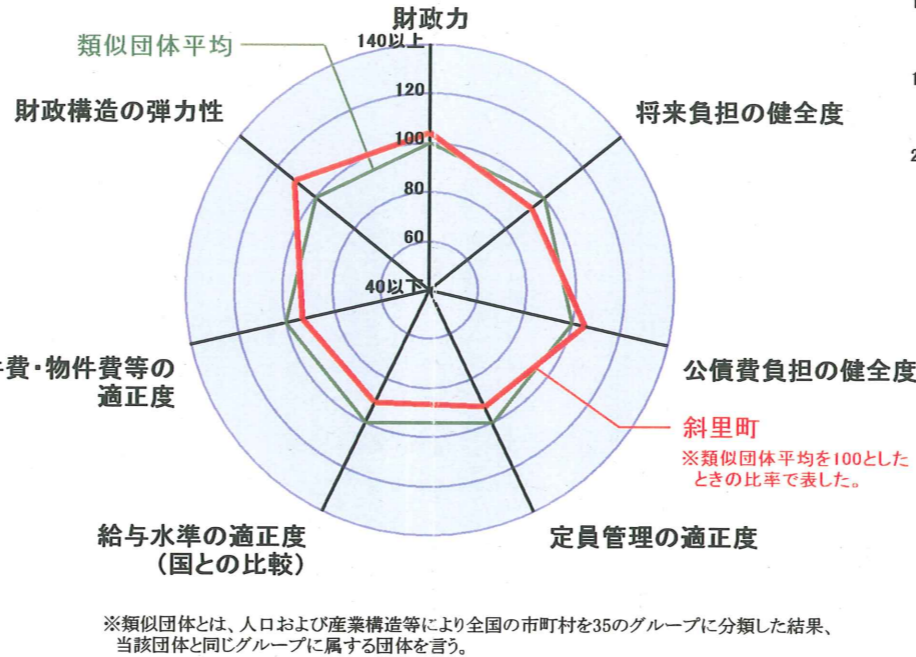 財政力
140以上
類似団体平均
120
財政構造の弾力性
将来負担の健全度
100
80
60
40以下
件費・物件費等の
適正度
公債費負担の健全度
斜里町
※類似団体平均を100とした
ときの比率で表した。
給与水準の適正度
(国との比較)
定員管理の適正度
※類似団体とは、人口および産業構造等により全国の市町村を35のグループに分類した結果、
当該団体と同じグループに属する団体を言う。